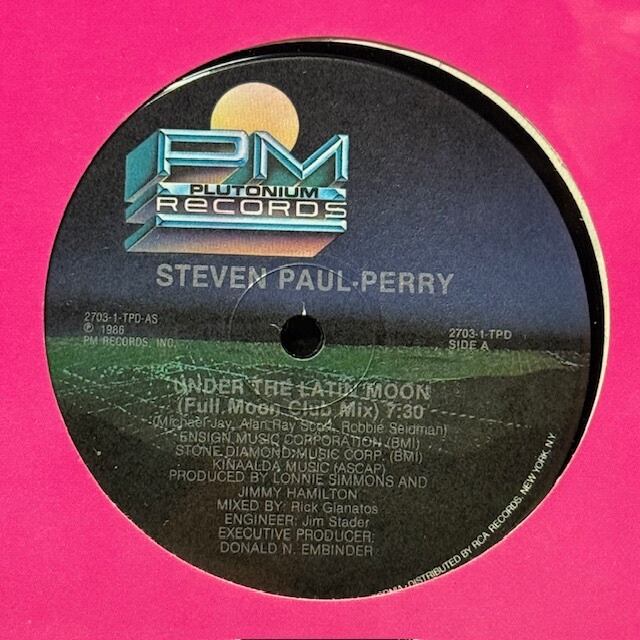 PM
PLUTONIUM
RECORDS
STEVEN PAUL-PERRY
2703-1-TPD-AS
℗ 1986
PM RECORDS, INC.
2703-1-TPD
SIDE A
UNDER THE LATIN MOON
(Full Moon Club Mix) 7:30
(Michael Jay, Alan Ray Scott, Robbie Seidman)
ENSIGN MUSIC CORPORATION (BMI)
STONE DIAMOND MUSIC CORP. (BMI)
KINAALDA MUSIC (ASCAP)
PRODUCED BY LONNIE SIMMONS AND
JIMMY HAMILTON
MIXED BY: Rick Gianatos
ENGINEER: Jim Stader
EXECUTIVE PRODUCER:
DONALD N. EMBINDER
DISTRIBUTED BY RCA RECORDS, NEW YORK, NY